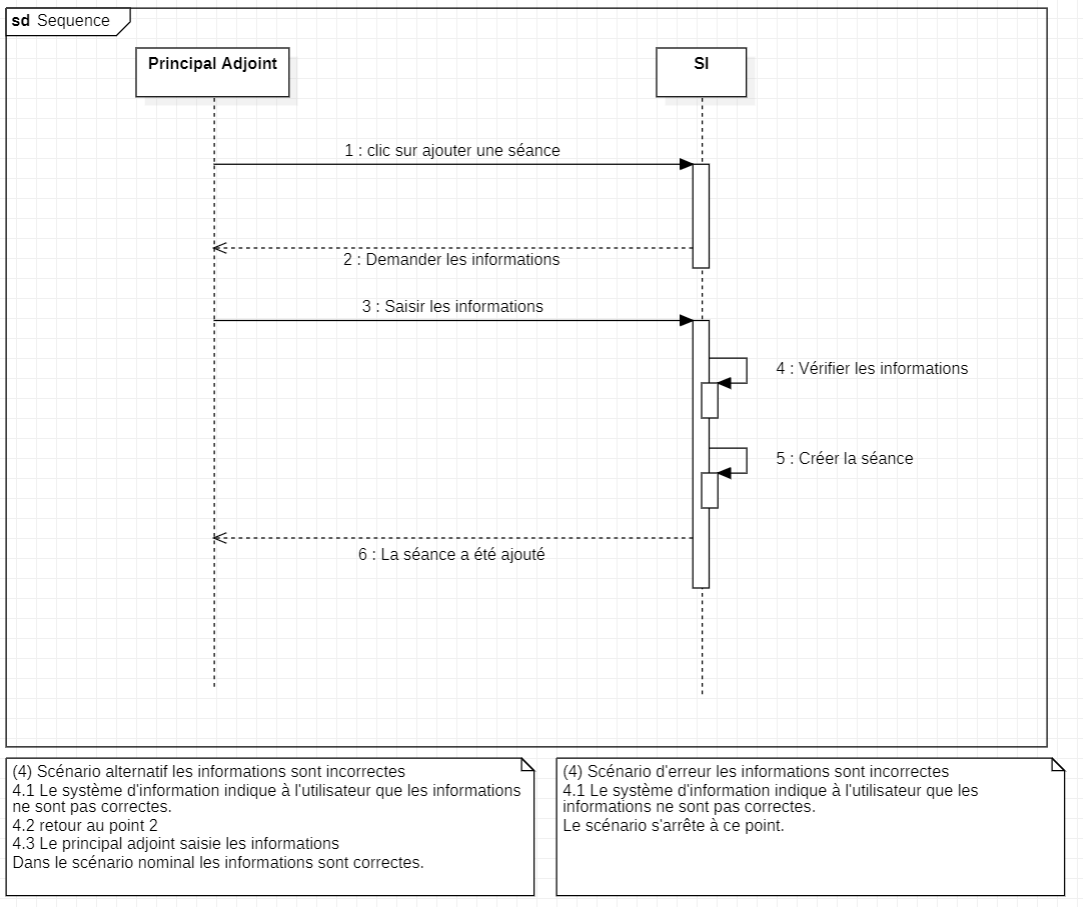 sd Sequence
Principal Adjoint
SI
1 : clic sur ajouter une séance
2 : Demander les informations
3 : Saisir les informations
4 : Vérifier les informations
5 : Créer la séance
6 : La séance a été ajouté
(4) Scénario alternatif les informations sont incorrectes
4.1 Le système d'information indique à l'utilisateur que les informations
ne sont pas correctes.
4.2 retour au point 2
4.3 Le principal adjoint saisie les informations
Dans le scénario nominal les informations sont correctes.
(4) Scénario d'erreur les informations sont incorrectes
4.1 Le système d'information indique à l'utilisateur que les
informations ne sont pas correctes.
Le scénario s'arrête à ce point.